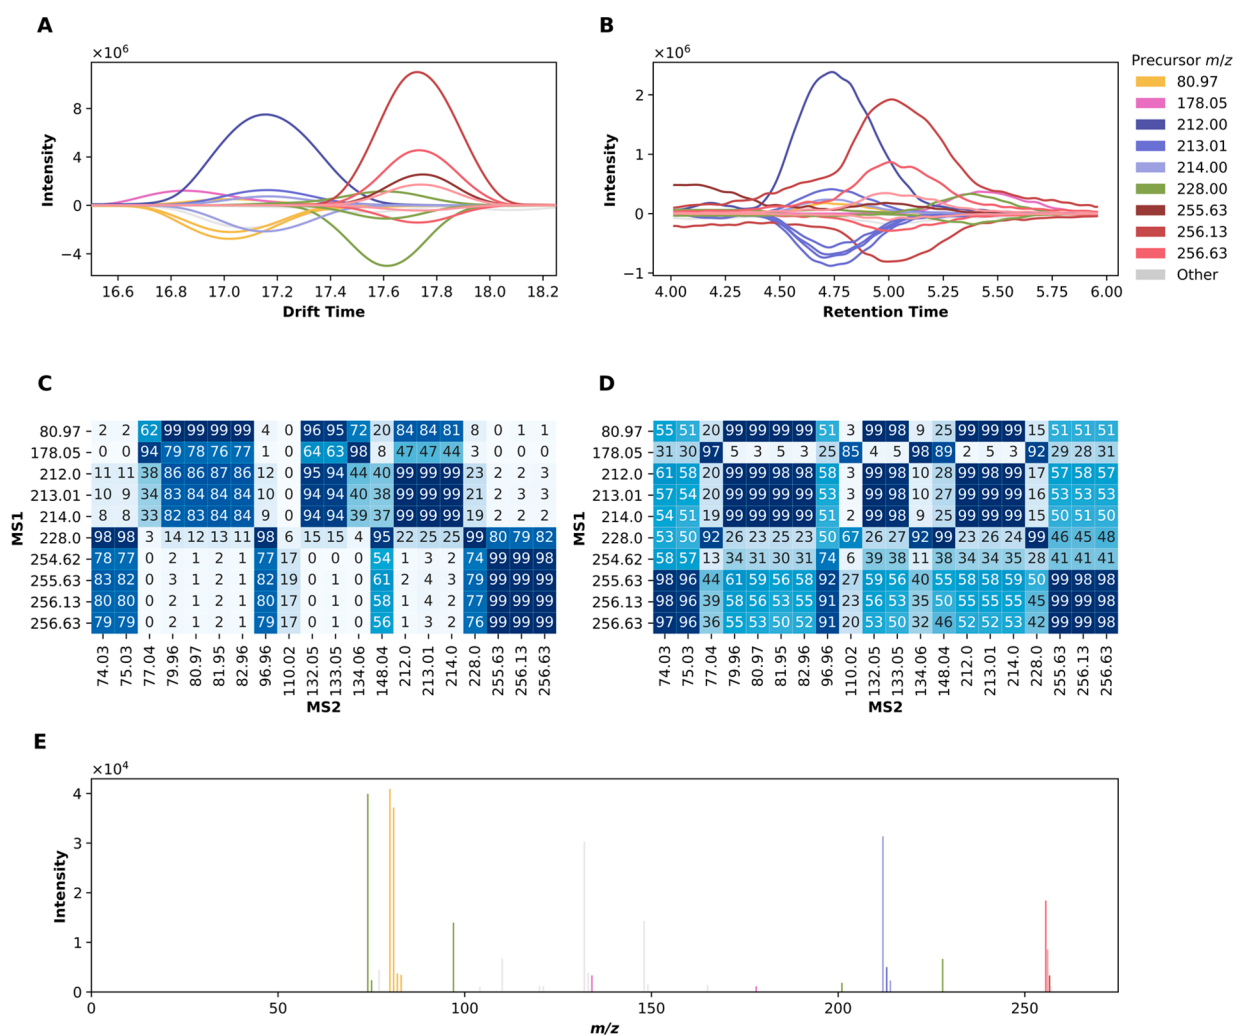 A
B
×10⁶
Intensity
8
4
0
−4
16.6 16.8 17.0 17.2 17.4 17.6 17.8 18.0 18.2
Drift Time
×10⁶
Intensity
2
1
0
−1
4.00 4.25 4.50 4.75 5.00 5.25 5.50 5.75 6.00
Retention Time
Precursor m/z
80.97
178.05
212.00
213.01
214.00
228.00
255.63
256.13
256.63
Other
C
MS1
80.97 2 2 62 99 99 99 99 4 0 96 95 72 20 84 84 81 8 0 1 1
178.05 0 0 94 79 78 76 77 1 0 64 63 98 8 47 47 44 3 0 0 0
212.0 11 11 38 86 86 87 86 12 0 95 94 44 40 99 99 99 23 2 2 3
213.01 10 9 34 83 84 84 84 10 0 94 94 40 38 99 99 99 21 2 3 3
214.0 8 8 33 82 83 84 84 9 0 94 94 39 37 99 99 99 19 2 2 2
228.0 98 98 3 14 12 13 11 98 6 15 15 4 95 22 25 25 99 80 79 82
254.62 78 77 0 2 1 2 1 77 17 0 1 0 54 1 3 2 74 99 99 98
255.63 83 82 0 3 1 2 1 82 19 0 1 0 61 2 4 3 79 99 99 99
256.13 80 80 0 2 1 2 1 80 17 0 1 0 58 1 4 2 77 99 99 99
256.63 79 79 0 2 1 2 1 79 17 0 0 0 56 1 3 2 76 99 99 99
74.03 75.03 77.04 79.96 80.97 81.95 82.96 96.96 110.02 132.05 133.05 134.06 148.04 212.0 213.01 214.0 228.0 255.63 256.13 256.63
MS2
D
MS1
80.97 55 51 20 99 99 99 99 51 3 99 98 9 25 99 99 99 15 51 51 51
178.05 31 30 97 5 3 5 3 25 85 4 5 98 89 2 5 3 92 29 28 31
212.0 61 58 20 99 99 98 99 58 3 99 98 10 28 99 98 99 17 57 58 57
213.01 57 54 20 99 99 98 99 53 3 99 98 10 27 99 99 99 16 53 53 53
214.0 54 51 19 99 99 99 99 51 2 99 98 9 25 99 99 99 15 50 51 50
228.0 53 50 92 26 23 25 23 51 67 26 27 92 99 23 26 24 99 46 45 48
254.62 58 57 13 34 31 30 31 74 6 39 38 11 38 34 34 35 28 41 41 41
255.63 98 96 44 61 59 56 58 92 27 59 56 40 55 58 58 59 50 99 98 98
256.13 98 96 39 58 56 53 55 91 23 56 53 35 50 55 55 55 45 99 99 98
256.63 97 96 36 55 53 50 52 91 20 53 50 32 46 52 52 53 42 99 99 98
74.03 75.03 77.04 79.96 80.97 81.95 82.96 96.96 110.02 132.05 133.05 134.06 148.04 212.0 213.01 214.0 228.0 255.63 256.13 256.63
MS2
E
×10⁴
Intensity
4
3
2
1
0
0 50 100 150 200 250
m/z